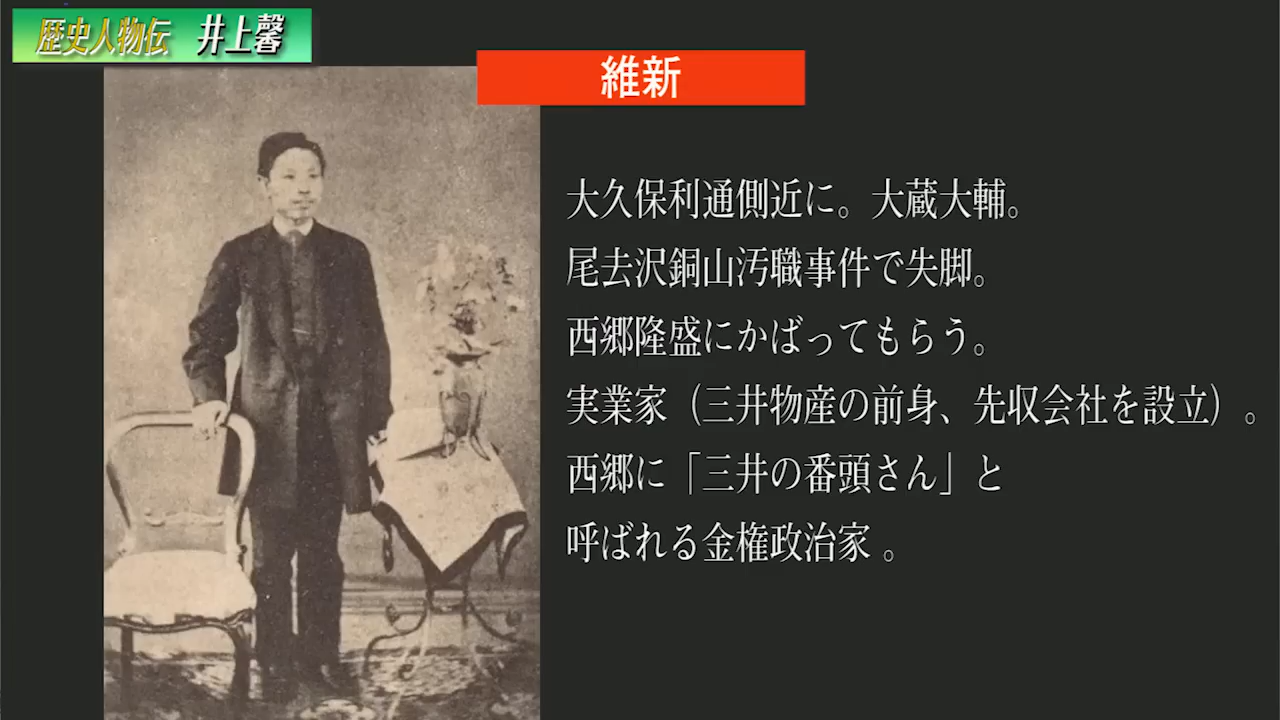 歴史人物伝 井上馨
維新
大久保利通側近に。大蔵大輔。
尾去沢銅山汚職事件で失脚。
西郷隆盛にかばってもらう。
実業家（三井物産の前身、先収会社を設立）。
西郷に「三井の番頭さん」と
呼ばれる金権政治家 。